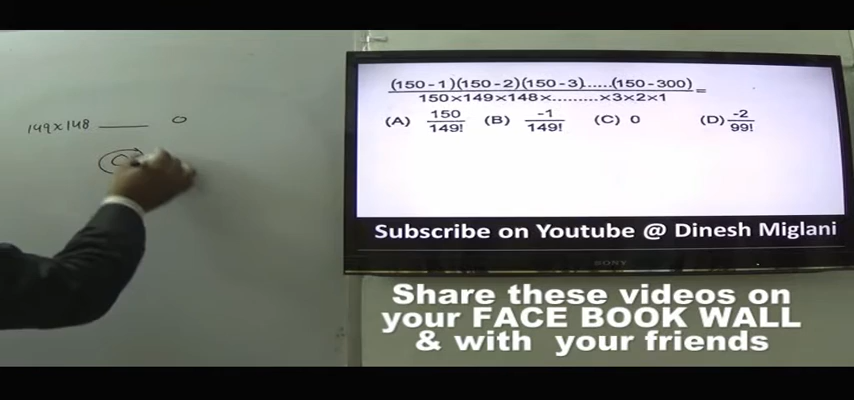 149×148 ____ 0
(150-1)(150-2)(150-3).....(150-300)
150×149×148×.........×3×2×1 =
(A) 150/149! (B) -1/149! (C) 0 (D) -2/99!
Subscribe on Youtube @ Dinesh Miglani
SONY
Share these videos on
your FACE BOOK WALL
& with your friends